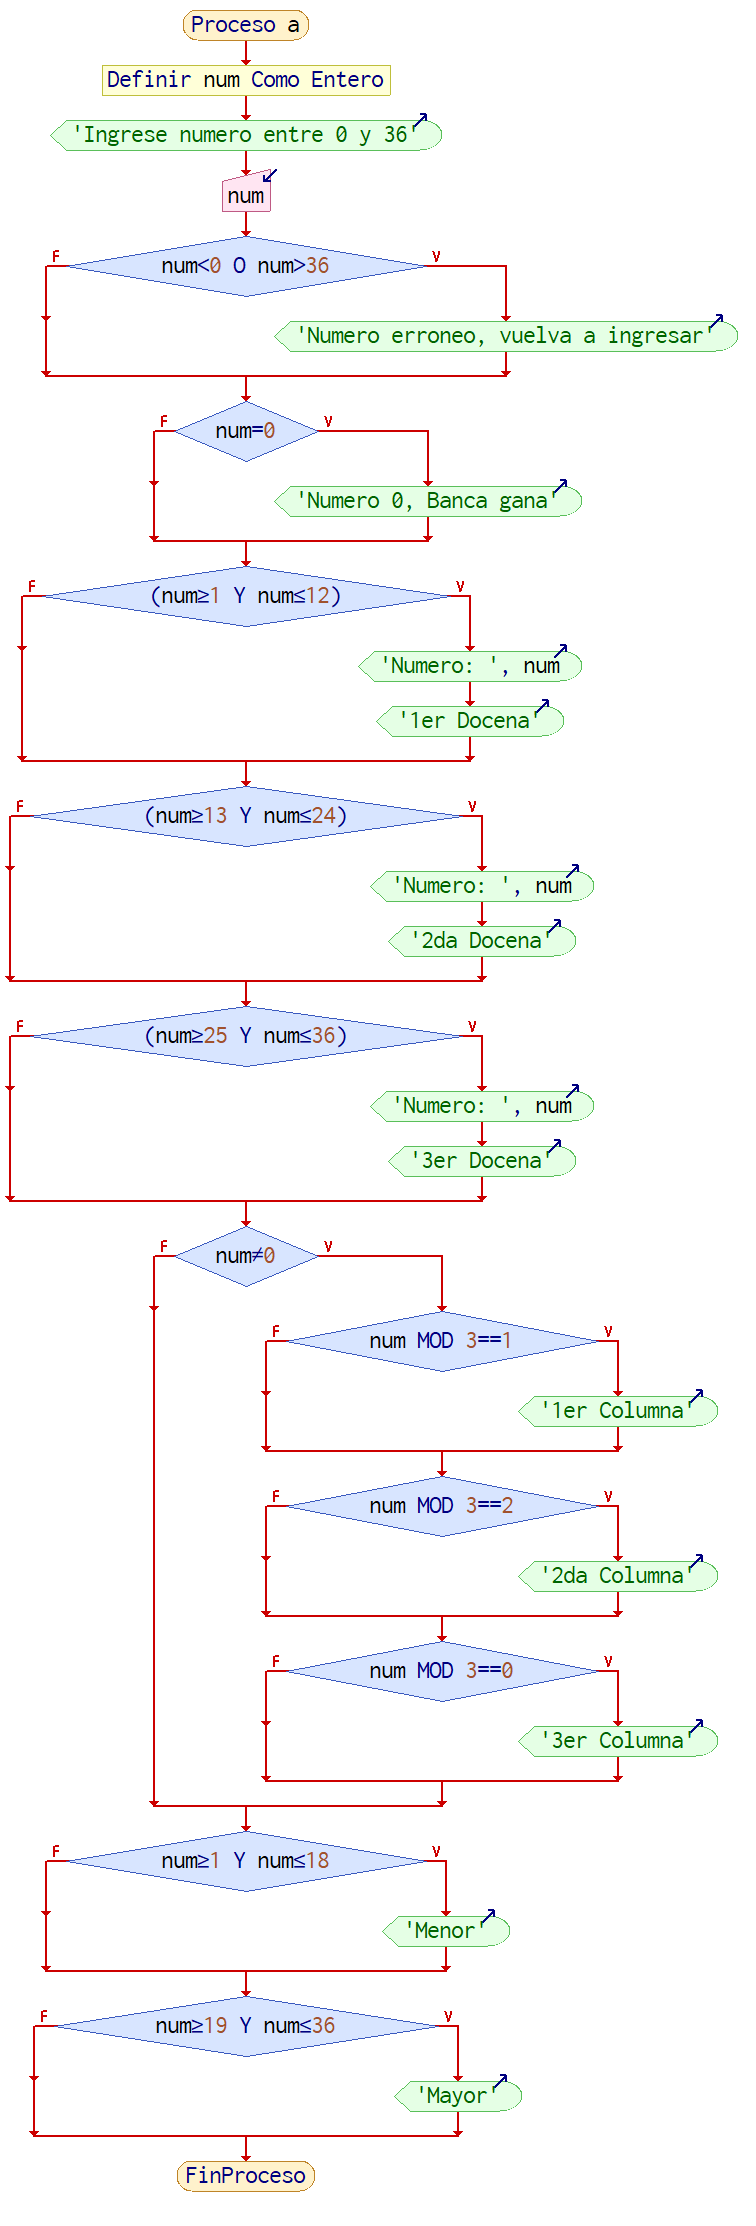 Proceso a
Definir num Como Entero
'Ingrese numero entre 0 y 36'
num
num<0 O num>36
F
V
'Numero erroneo, vuelva a ingresar'
num=0
F
V
'Numero 0, Banca gana'
(num≥1 Y num≤12)
F
V
'Numero: ', num
'1er Docena'
(num≥13 Y num≤24)
F
V
'Numero: ', num
'2da Docena'
(num≥25 Y num≤36)
F
V
'Numero: ', num
'3er Docena'
num≠0
F
V
num MOD 3==1
F
V
'1er Columna'
num MOD 3==2
F
V
'2da Columna'
num MOD 3==0
F
V
'3er Columna'
num≥1 Y num≤18
F
V
'Menor'
num≥19 Y num≤36
F
V
'Mayor'
FinProceso